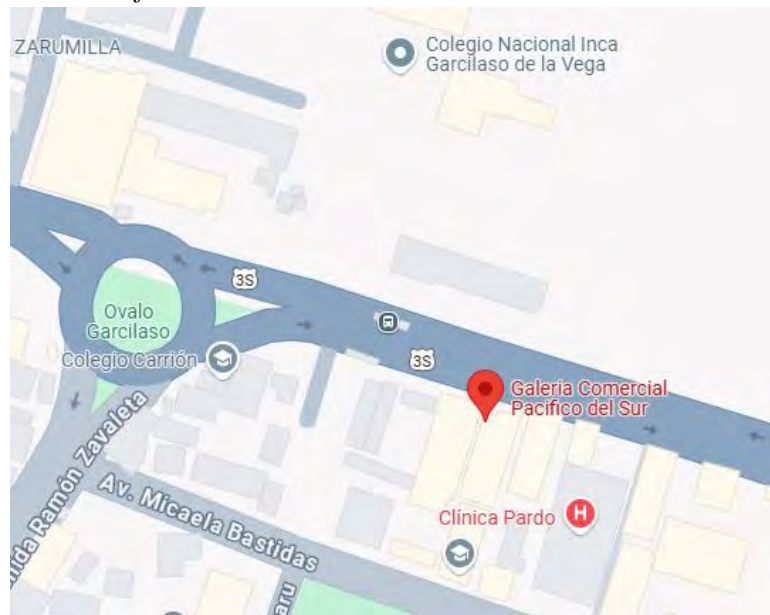 ZARUMILLA
Colegio Nacional Inca
Garcilaso de la Vega
3S
Ovalo
Garcilaso
Colegio Carrión
3S
Galeria Comercial
Pacifico del Sur
Ramón Zavaleta
Av. Micaela Bastidas
Clínica Pardo
H